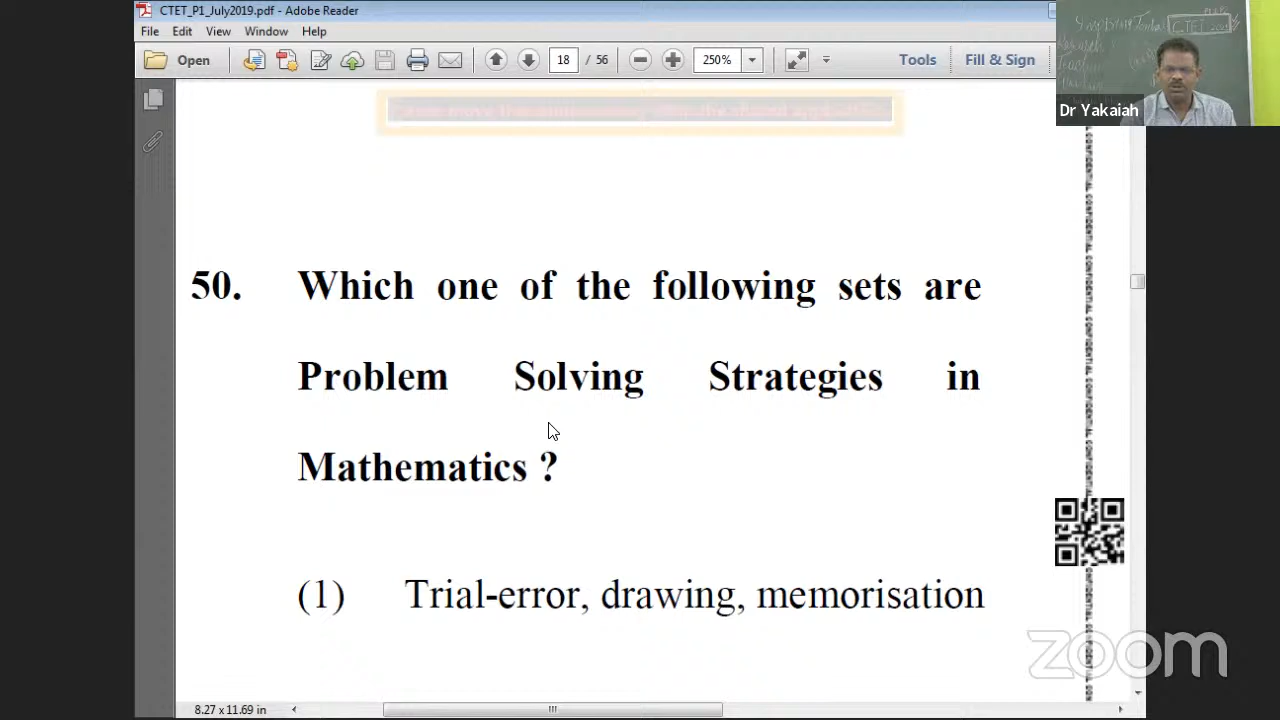 CTET_P1_July2019.pdf - Adobe Reader
File Edit View Window Help
Open 18 / 56 250% Tools Fill & Sign
CTET
Dr Yakaiah
50. Which one of the following sets are
Problem Solving Strategies in
Mathematics ?
(1) Trial-error, drawing, memorisation
zoom
8.27 x 11.69 in